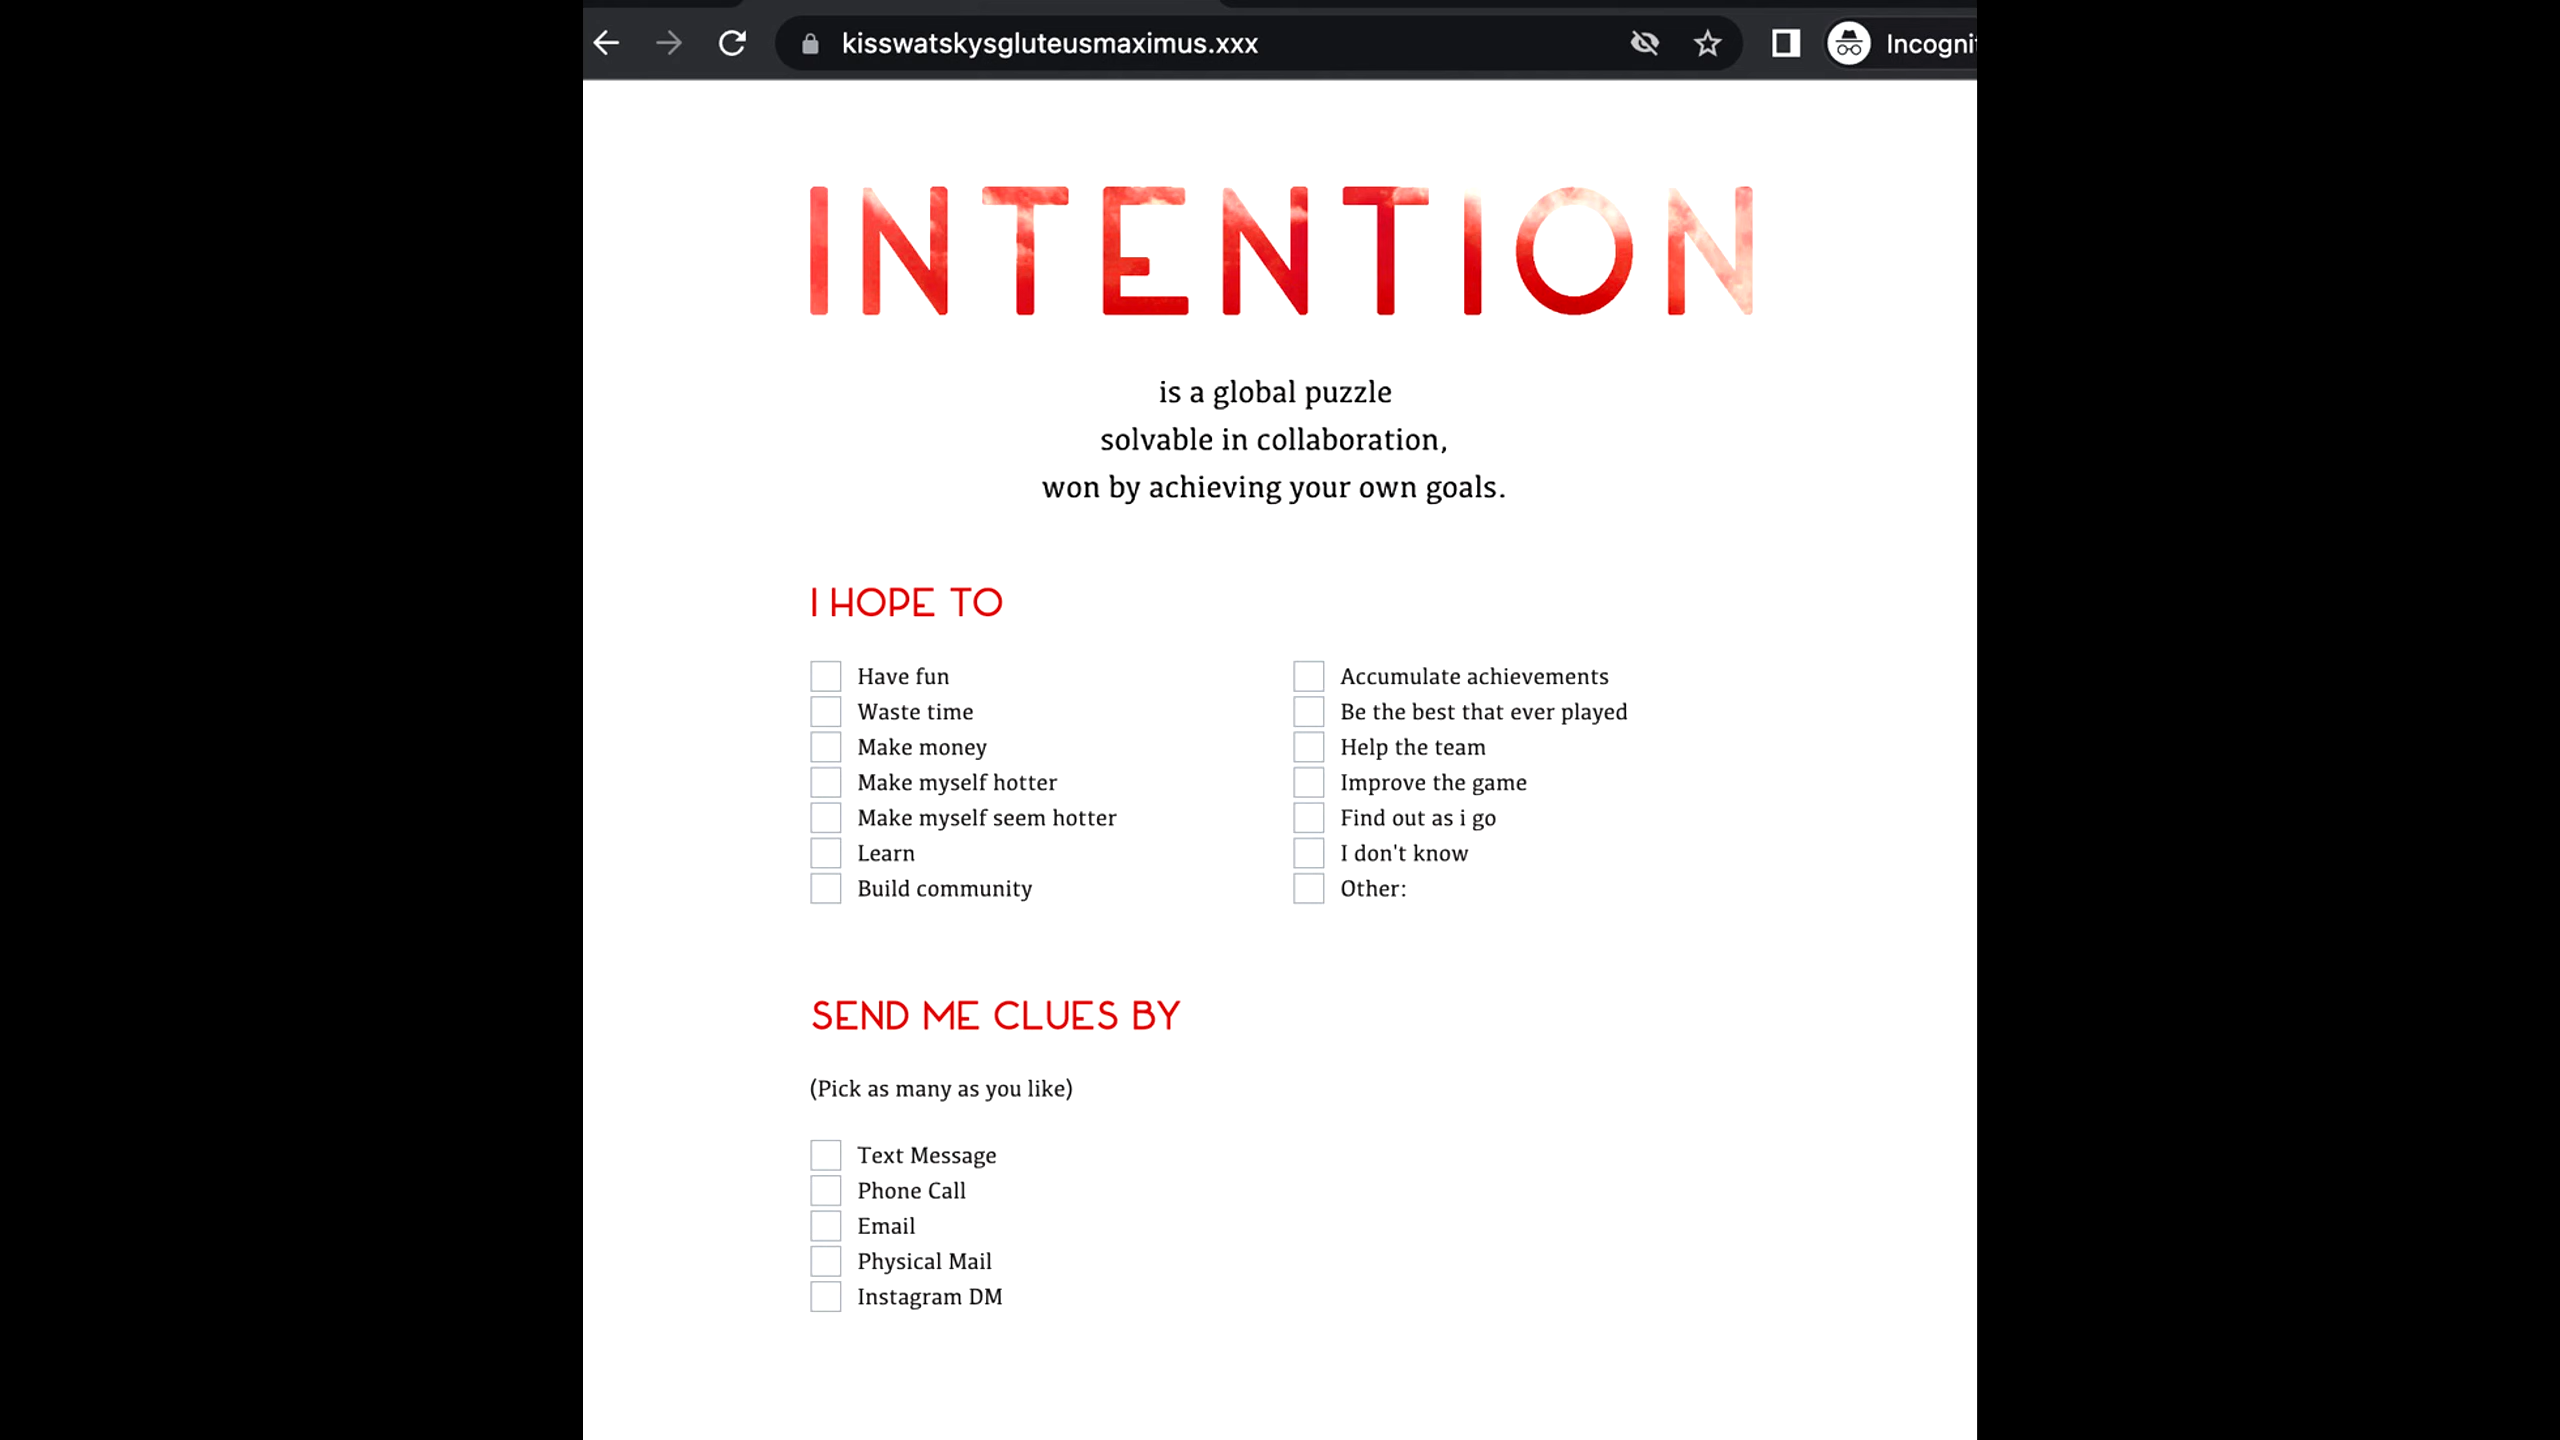 kisswatskysgluteusmaximus.xxx
Incogni
INTENTION
is a global puzzle
solvable in collaboration,
won by achieving your own goals.
I HOPE TO
Have fun
Waste time
Make money
Make myself hotter
Make myself seem hotter
Learn
Build community
Accumulate achievements
Be the best that ever played
Help the team
Improve the game
Find out as i go
I don't know
Other:
SEND ME CLUES BY
(Pick as many as you like)
Text Message
Phone Call
Email
Physical Mail
Instagram DM